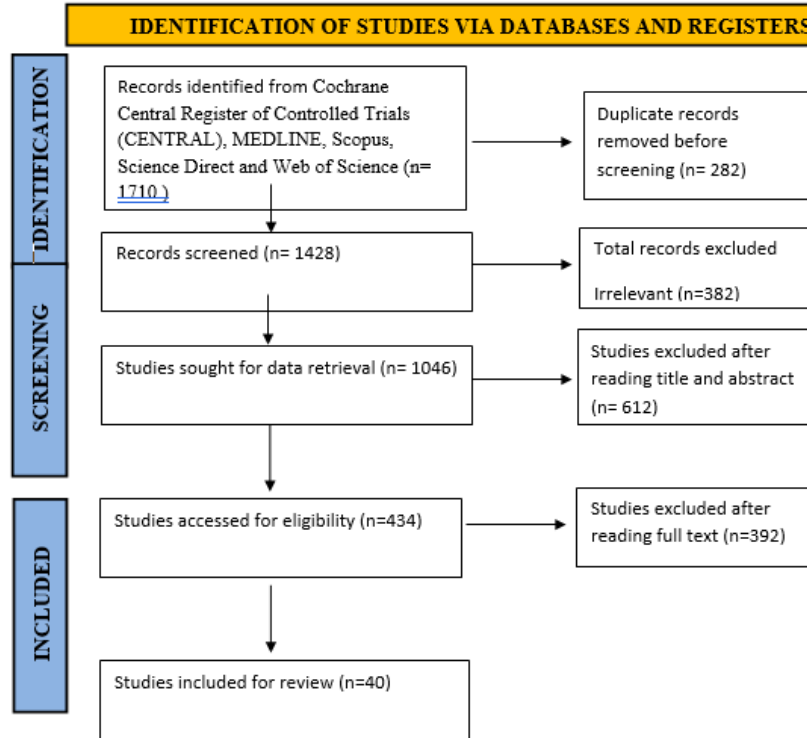 IDENTIFICATION OF STUDIES VIA DATABASES AND REGISTERS
IDENTIFICATION
Records identified from Cochrane
Central Register of Controlled Trials
(CENTRAL), MEDLINE, Scopus,
Science Direct and Web of Science (n=
1710 )
Duplicate records
removed before
screening (n= 282)
Records screened (n= 1428)
Total records excluded
Irrelevant (n=382)
SCREENING
Studies sought for data retrieval (n= 1046)
Studies excluded after
reading title and abstract
(n= 612)
INCLUDED
Studies accessed for eligibility (n=434)
Studies excluded after
reading full text (n=392)
Studies included for review (n=40)